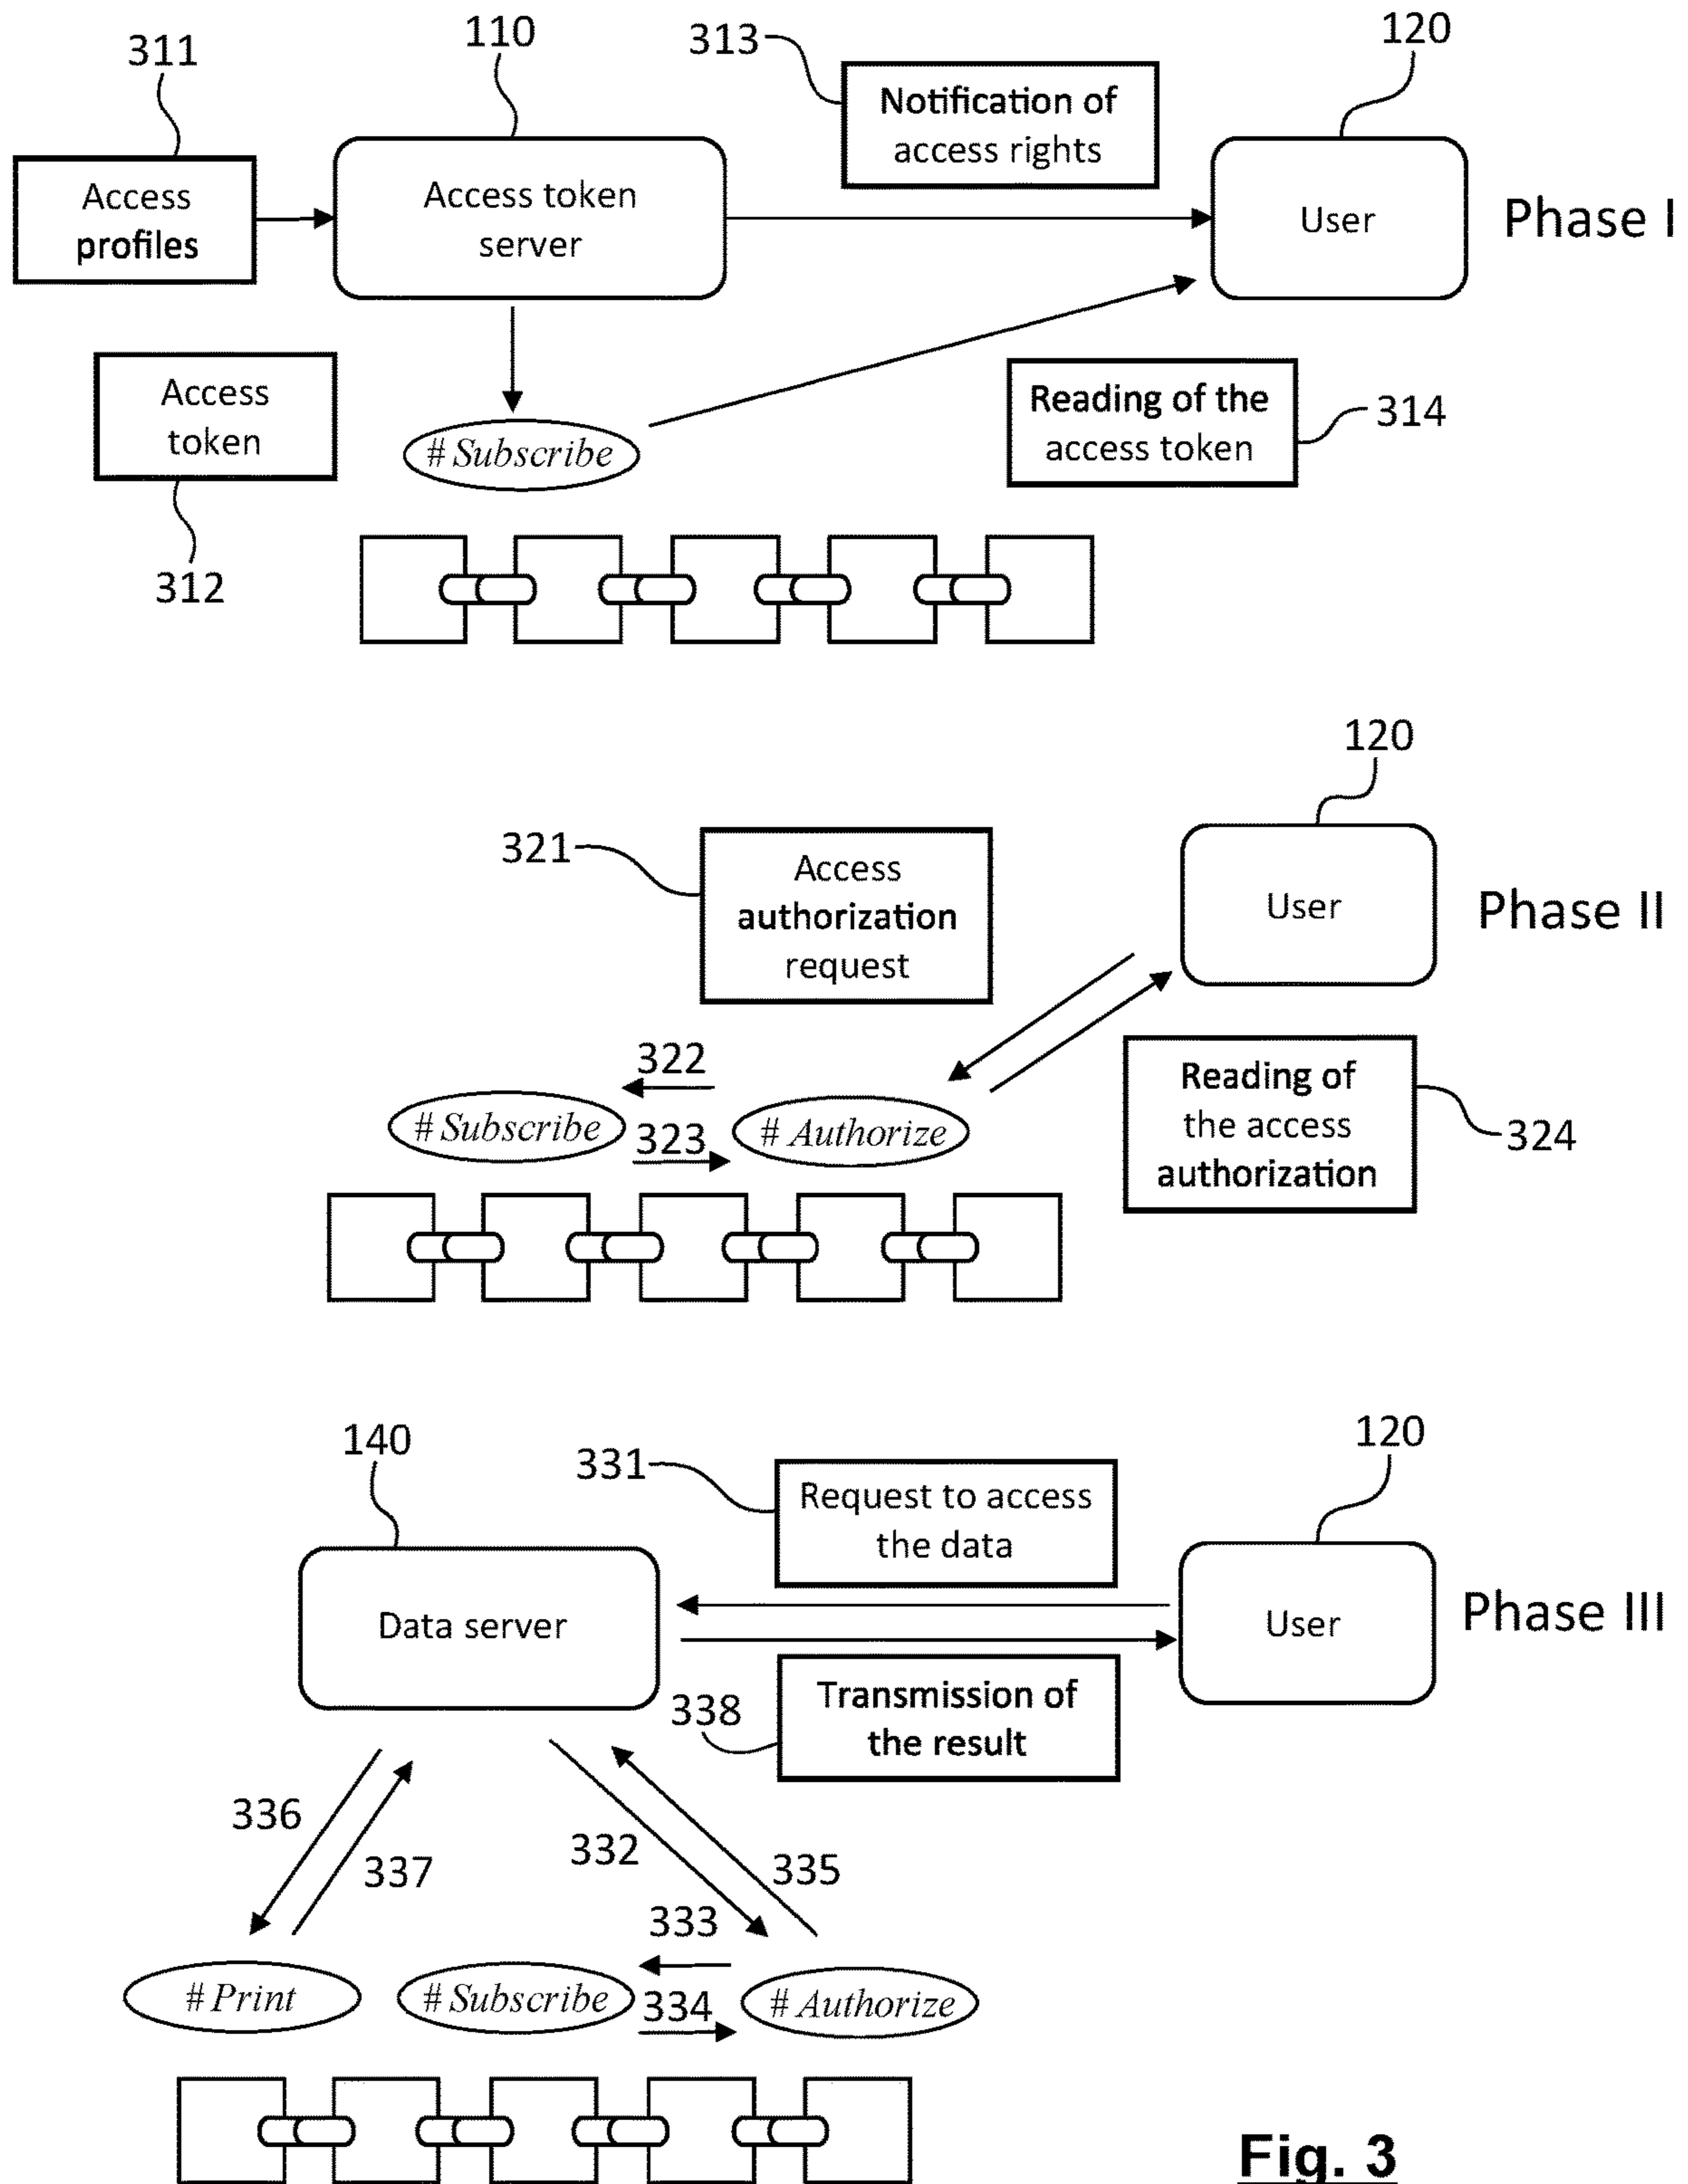 311
110
313
120
Notification of
access rights
Access
profiles
Access token
server
User
Phase I
Access
token
# Subscribe
Reading of the
access token
314
312
120
321
Access
authorization
request
User
Phase II
322
# Subscribe
323
# Authorize
Reading of
the access
authorization
324
140
331
120
Request to access
the data
Data server
User
Phase III
338
Transmission of
the result
336
337
332
335
333
# Print
# Subscribe
334
# Authorize
Fig. 3